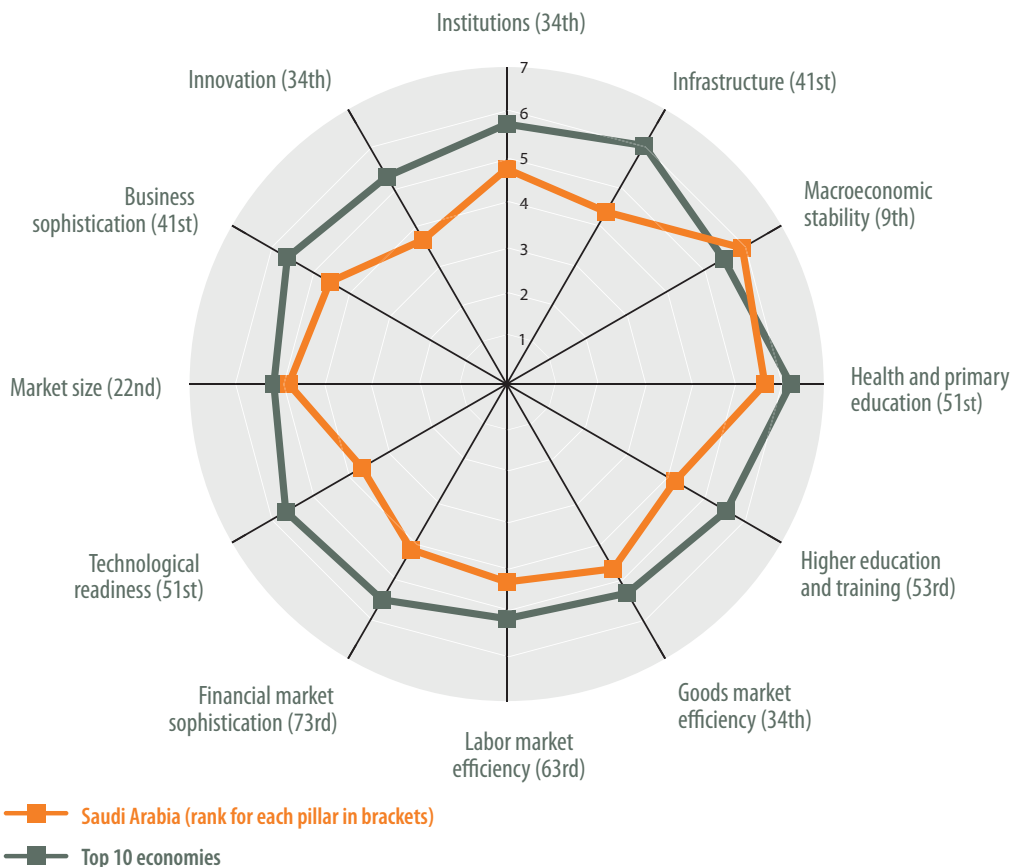 Institutions (34th)
7
Innovation (34th)
Infrastructure (41st)
6
5
Business
sophistication (41st)
Macroeconomic
stability (9th)
4
3
2
1
Market size (22nd)
Health and primary
education (51st)
Technological
readiness (51st)
Higher education
and training (53rd)
Financial market
sophistication (73rd)
Goods market
efficiency (34th)
Labor market
efficiency (63rd)
Saudi Arabia (rank for each pillar in brackets)
Top 10 economies